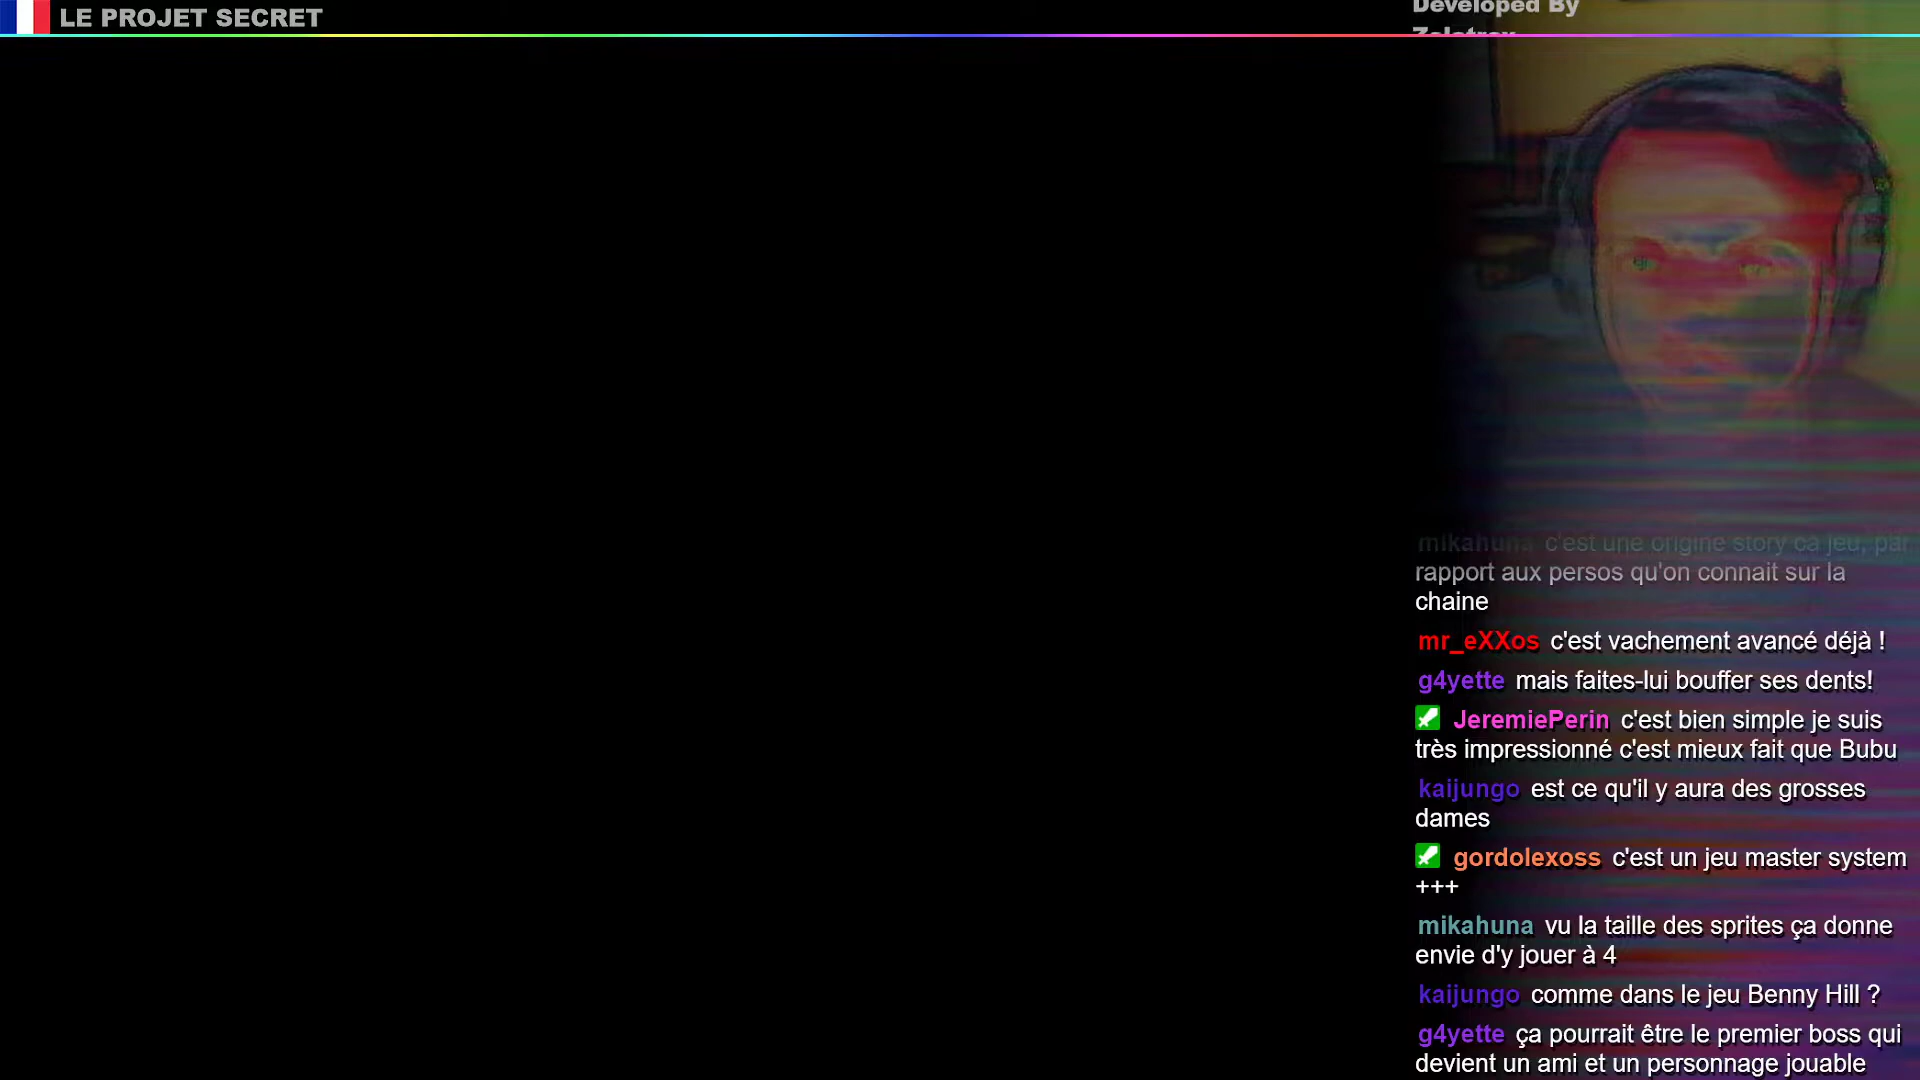 LE PROJET SECRET
Developed By
mikahuna c'est une origine story ca jeu, par
rapport aux persos qu'on connait sur la
chaine
mr_eXXos c'est vachement avancé déjà !
g4yette mais faites-lui bouffer ses dents!
JeremiePerin c'est bien simple je suis
très impressionné c'est mieux fait que Bubu
kaijungo est ce qu'il y aura des grosses
dames
gordolexoss c'est un jeu master system
+++
mikahuna vu la taille des sprites ça donne
envie d'y jouer à 4
kaijungo comme dans le jeu Benny Hill ?
g4yette ça pourrait être le premier boss qui
devient un ami et un personnage jouable